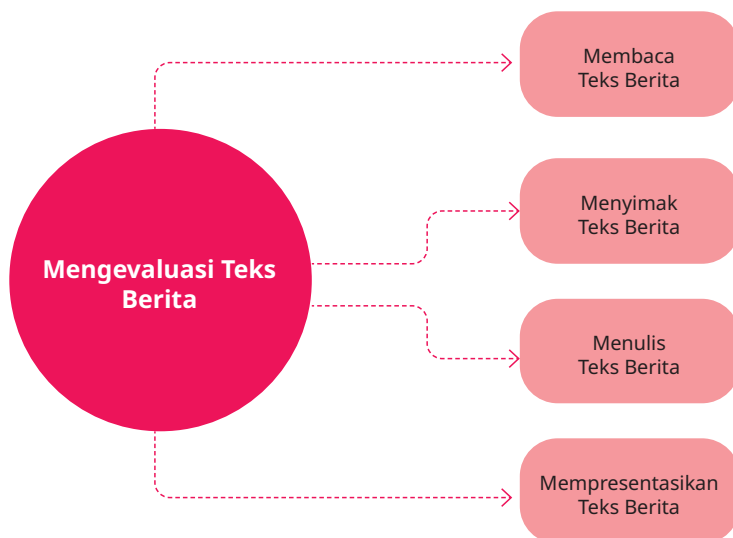 Membaca
Teks Berita
Menyimak
Teks Berita
Mengevaluasi Teks
Berita
Menulis
Teks Berita
Mempresentasikan
Teks Berita